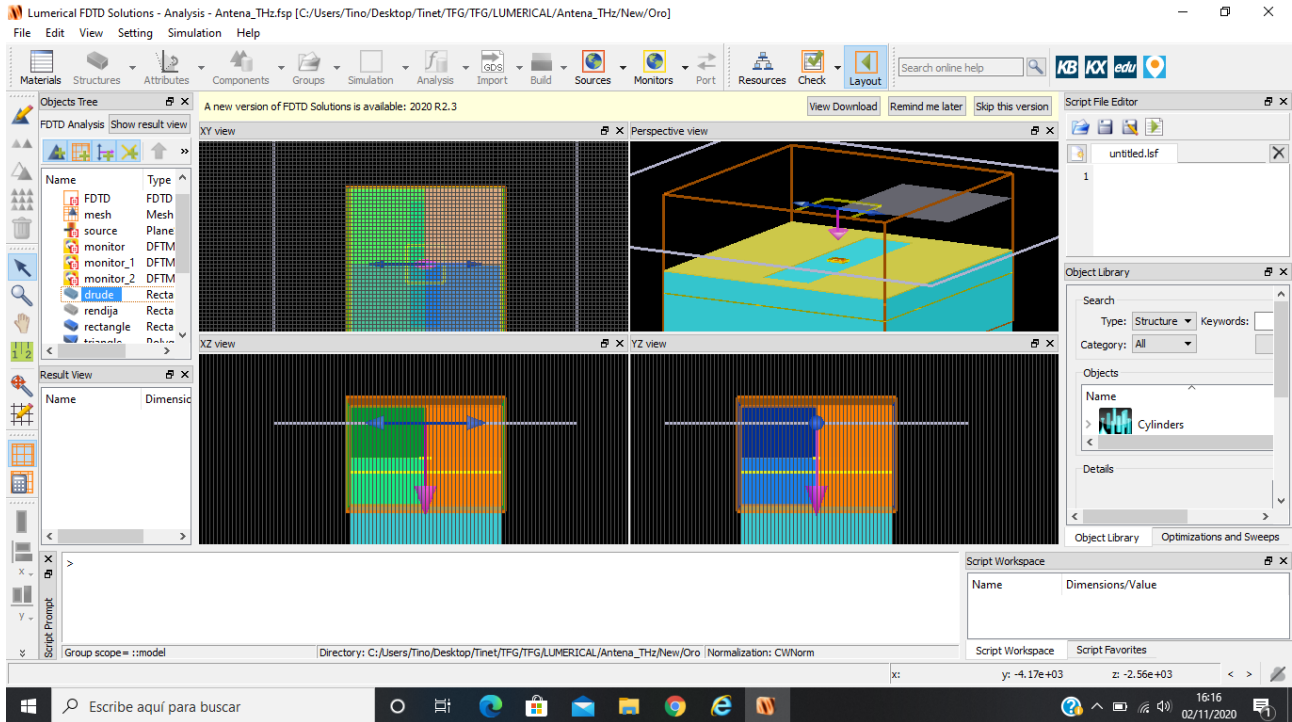 Lumerical FDTD Solutions - Analysis - Antena_THz.fsp [C:/Users/Tino/Desktop/Tinet/TFG/TFG/LUMERICAL/Antena_THz/New/Oro]
File Edit View Setting Simulation Help
Materials Structures Attributes Components Groups Simulation Analysis Import Build Sources Monitors Port Resources Check Layout
GDS
Search online help
KB KX edu
Objects Tree
FDTD Analysis Show result view
»
Name Type
FDTD FDTD
mesh Mesh
source Plane
monitor DFTM
monitor_1 DFTM
monitor_2 DFTM
drude Recta
rendija Recta
rectangle Recta
Result View
Name Dimensic
A new version of FDTD Solutions is available: 2020 R2.3
View Download Remind me later Skip this version
XY view
Perspective view
XZ view
YZ view
Script File Editor
untitled.lsf
1
Object Library
Search
Type: Structure Keywords:
Category: All
Objects
Name
Cylinders
Details
Object Library Optimizations and Sweeps
Script Prompt
>
Group scope= ::model
Directory: C:/Users/Tino/Desktop/Tinet/TFG/TFG/LUMERICAL/Antena_THz/New/Oro Normalization: CWNorm
Script Workspace
Name Dimensions/Value
Script Workspace Script Favorites
x: y: -4.17e+03 z: -2.56e+03
Escribe aquí para buscar
16:16
02/11/2020
1